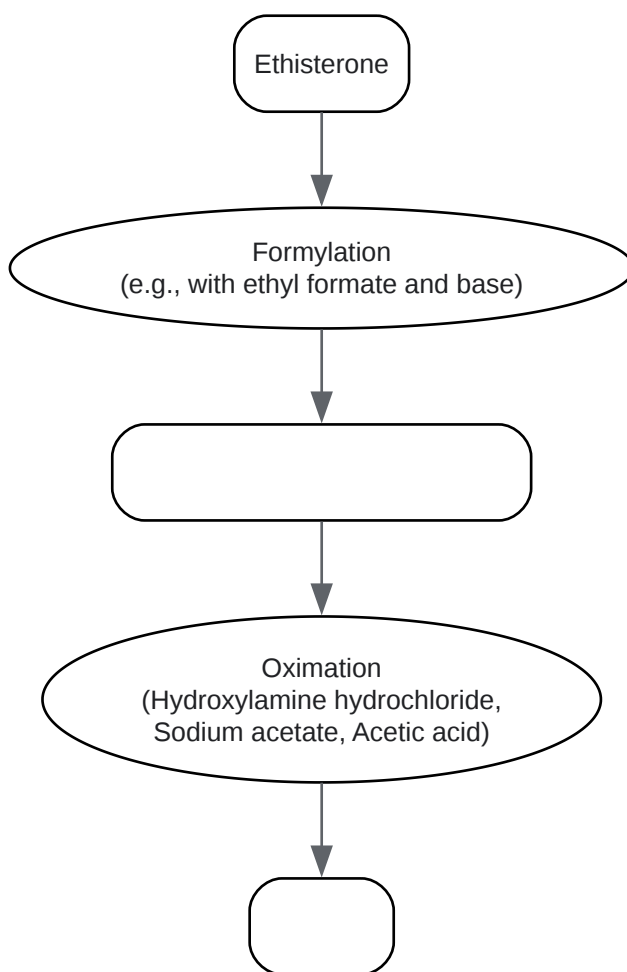 Ethisterone
Formylation
(e.g., with ethyl formate and base)
Oximation
(Hydroxylamine hydrochloride,
Sodium acetate, Acetic acid)